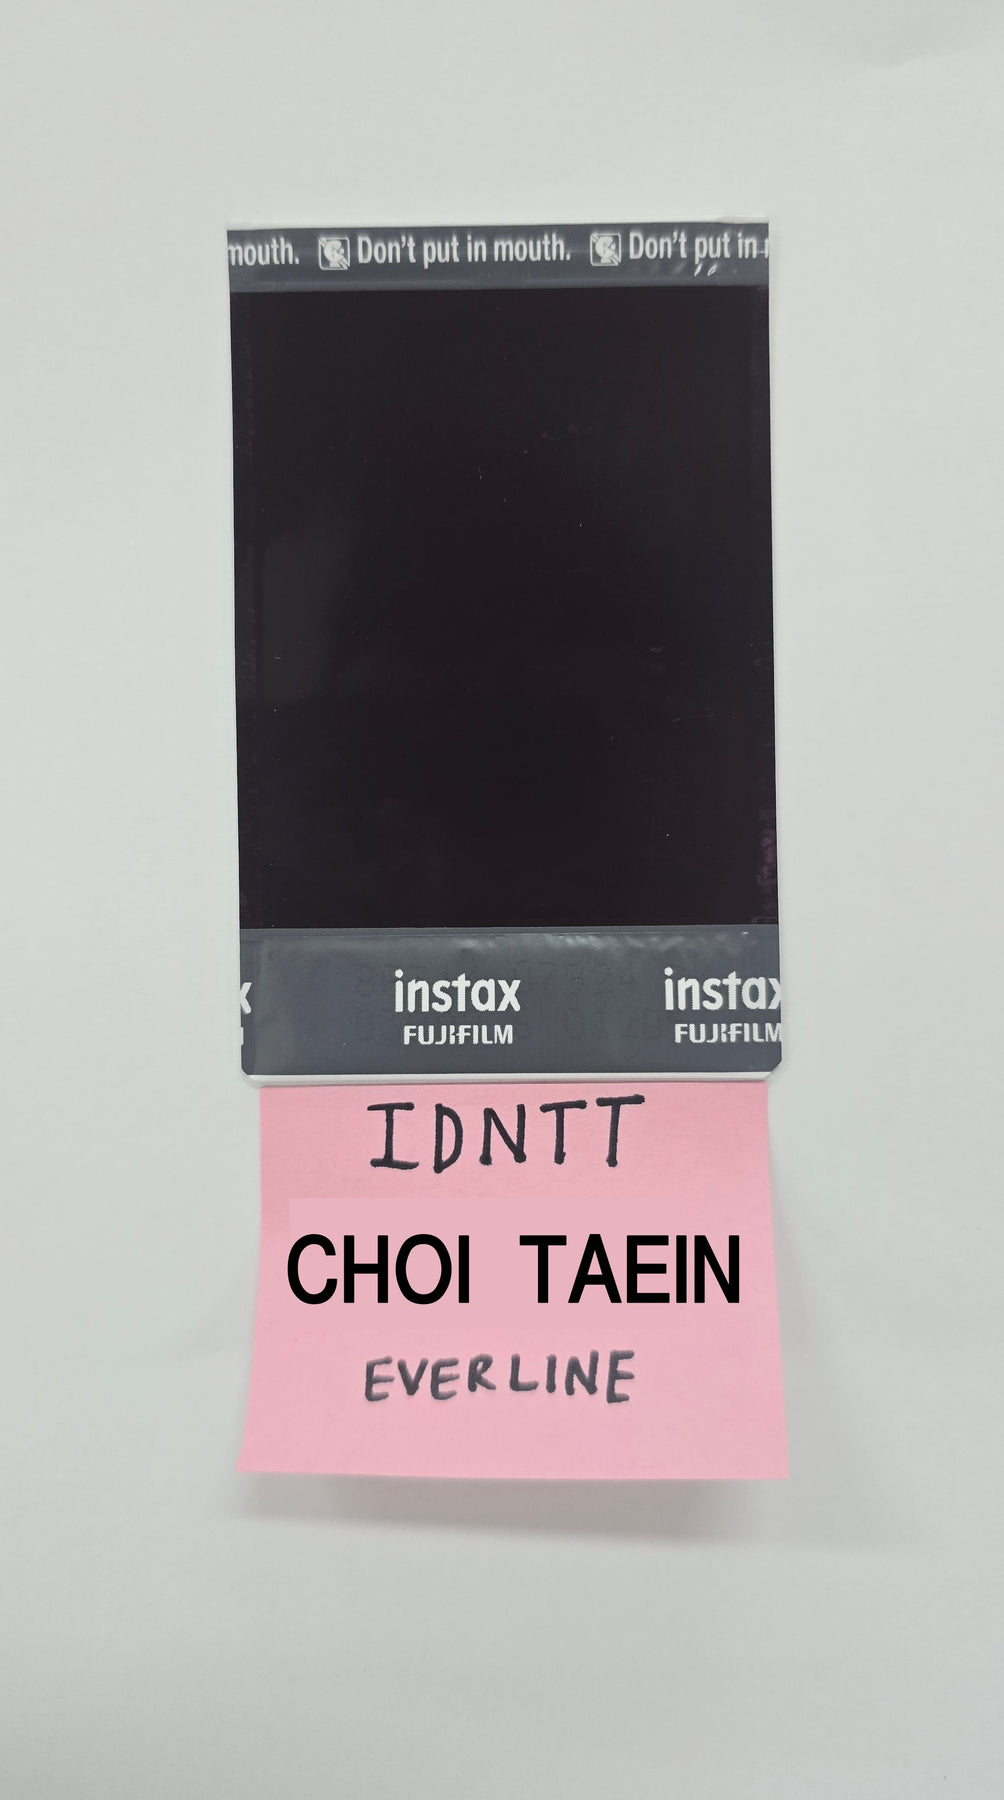 mouth. Don't put in mouth. Don't put in
instax instax
FUJIFILM FUJIFILM
IDNTT
CHOI TAEIN
EVERLINE